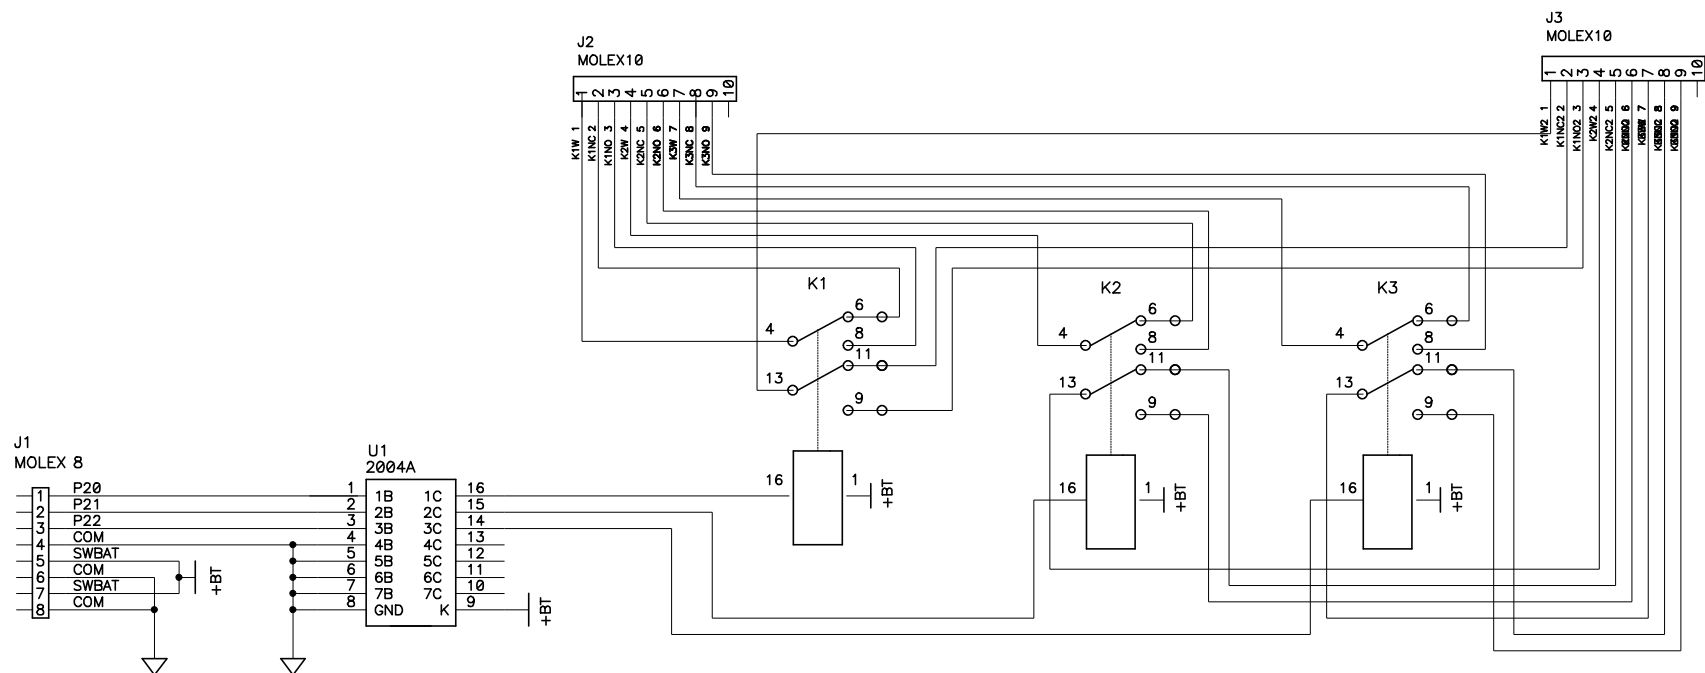 J3
MOLEX10
J2
MOLEX10
1 2 3 4 5 6 7 8 9 10
1 2 3 4 5 6 7 8 9 10
K1W 1
K1NC 2
K1NO 3
K2W 4
K2NC 5
K2NO 6
K3W 7
K3NC 8
K3NO 9
K1W2 1
K1NC2 2
K1NO2 3
K2W2 4
K2NC2 5
6
7
8
9
K1
K2
K3
6
4
8
11
13
9
16
1
+BT
6
4
8
11
13
9
16
1
+BT
6
4
8
11
13
9
16
1
+BT
J1
MOLEX 8
1 P20
2 P21
3 P22
4 COM
5 SWBAT
6 COM
7 SWBAT
8 COM
+BT
U1
2004A
1 1B 1C 16
2 2B 2C 15
3 3B 3C 14
4 4B 4C 13
5 5B 5C 12
6 6B 6C 11
7 7B 7C 10
8 GND K 9
+BT